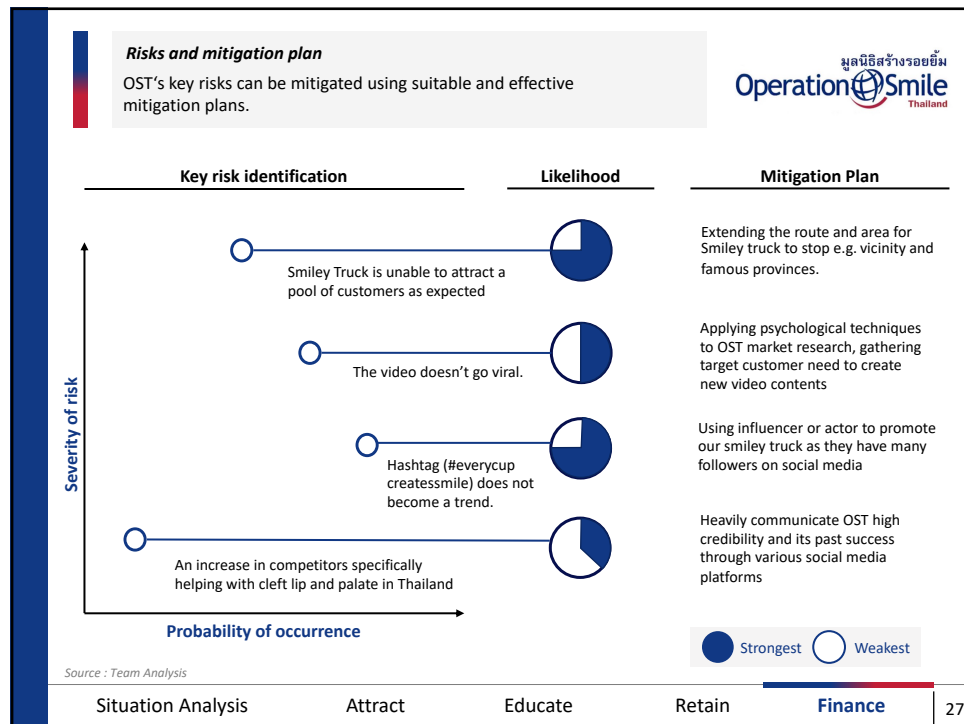 Risks and mitigation plan
OST‘s key risks can be mitigated using suitable and effective
mitigation plans.
มูลนิธิสร้างรอยยิ้ม
Operation Smile
Thailand
Key risk identification
Likelihood
Mitigation Plan
Severity of risk
Smiley Truck is unable to attract a
pool of customers as expected
Extending the route and area for
Smiley truck to stop e.g. vicinity and
famous provinces.
The video doesn’t go viral.
Applying psychological techniques
to OST market research, gathering
target customer need to create
new video contents
Hashtag (#everycup
createssmile) does not
become a trend.
Using influencer or actor to promote
our smiley truck as they have many
followers on social media
An increase in competitors specifically
helping with cleft lip and palate in Thailand
Heavily communicate OST high
credibility and its past success
through various social media
platforms
Probability of occurrence
Strongest
Weakest
Source : Team Analysis
Situation Analysis
Attract
Educate
Retain
Finance
27